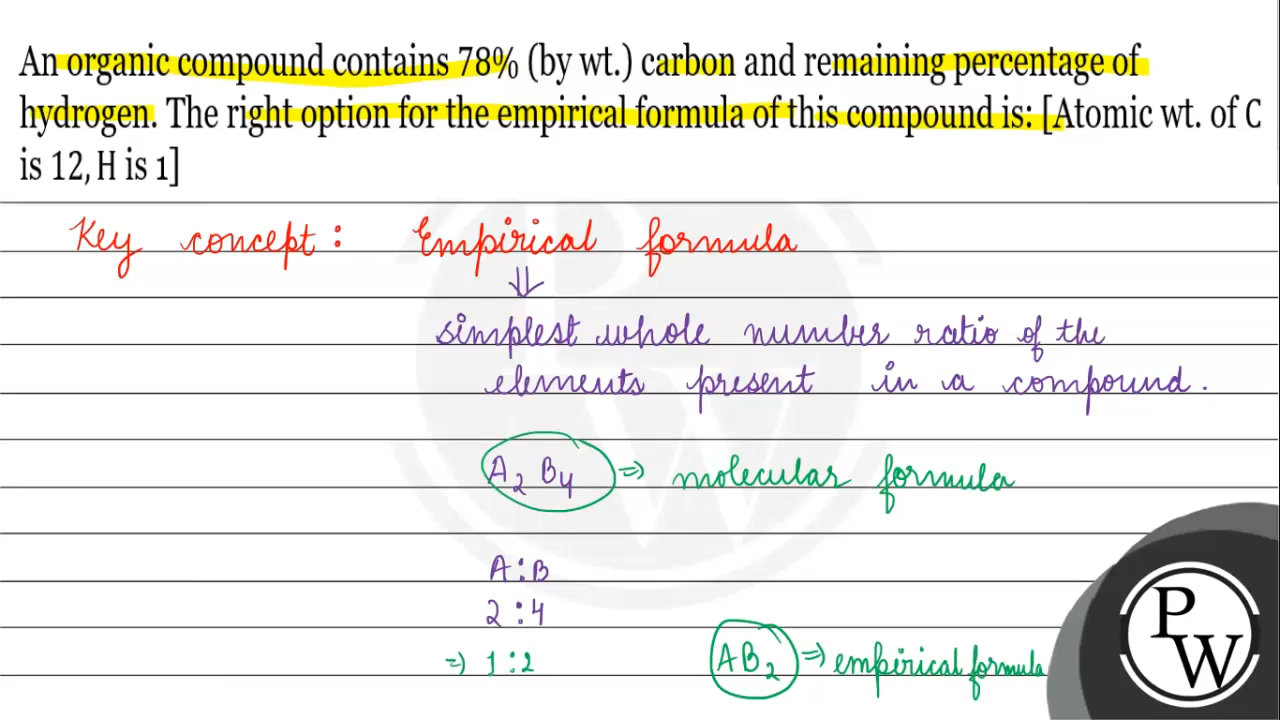 An organic compound contains 78% (by wt.) carbon and remaining percentage of
hydrogen. The right option for the empirical formula of this compound is: [Atomic wt. of C
is 12, H is 1]
Key concept : Empirical formula
⇓
simplest whole number ratio of the
elements present in a compound.
A₂ B₄ ⇒ molecular formula
A : B
2 : 4
⇒ 1 : 2 AB₂ ⇒ empirical formula
P
W